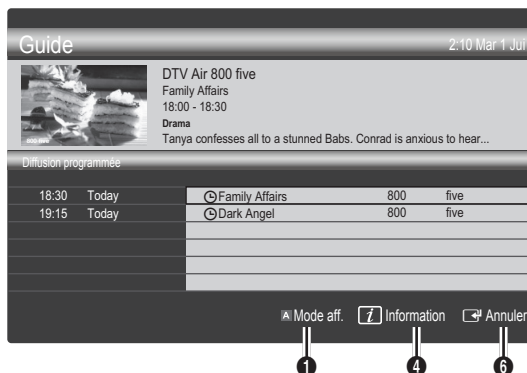 Guide
2:10 Mar 1 Jui
DTV Air 800 five
Family Affairs
18:00 - 18:30
Drama
Tanya confesses all to a stunned Babs. Conrad is anxious to hear...
800 five
Diffusion programmée
18:30 Today Family Affairs 800 five
19:15 Today Dark Angel 800 five
A Mode aff. i Information Annuler
1 4 6